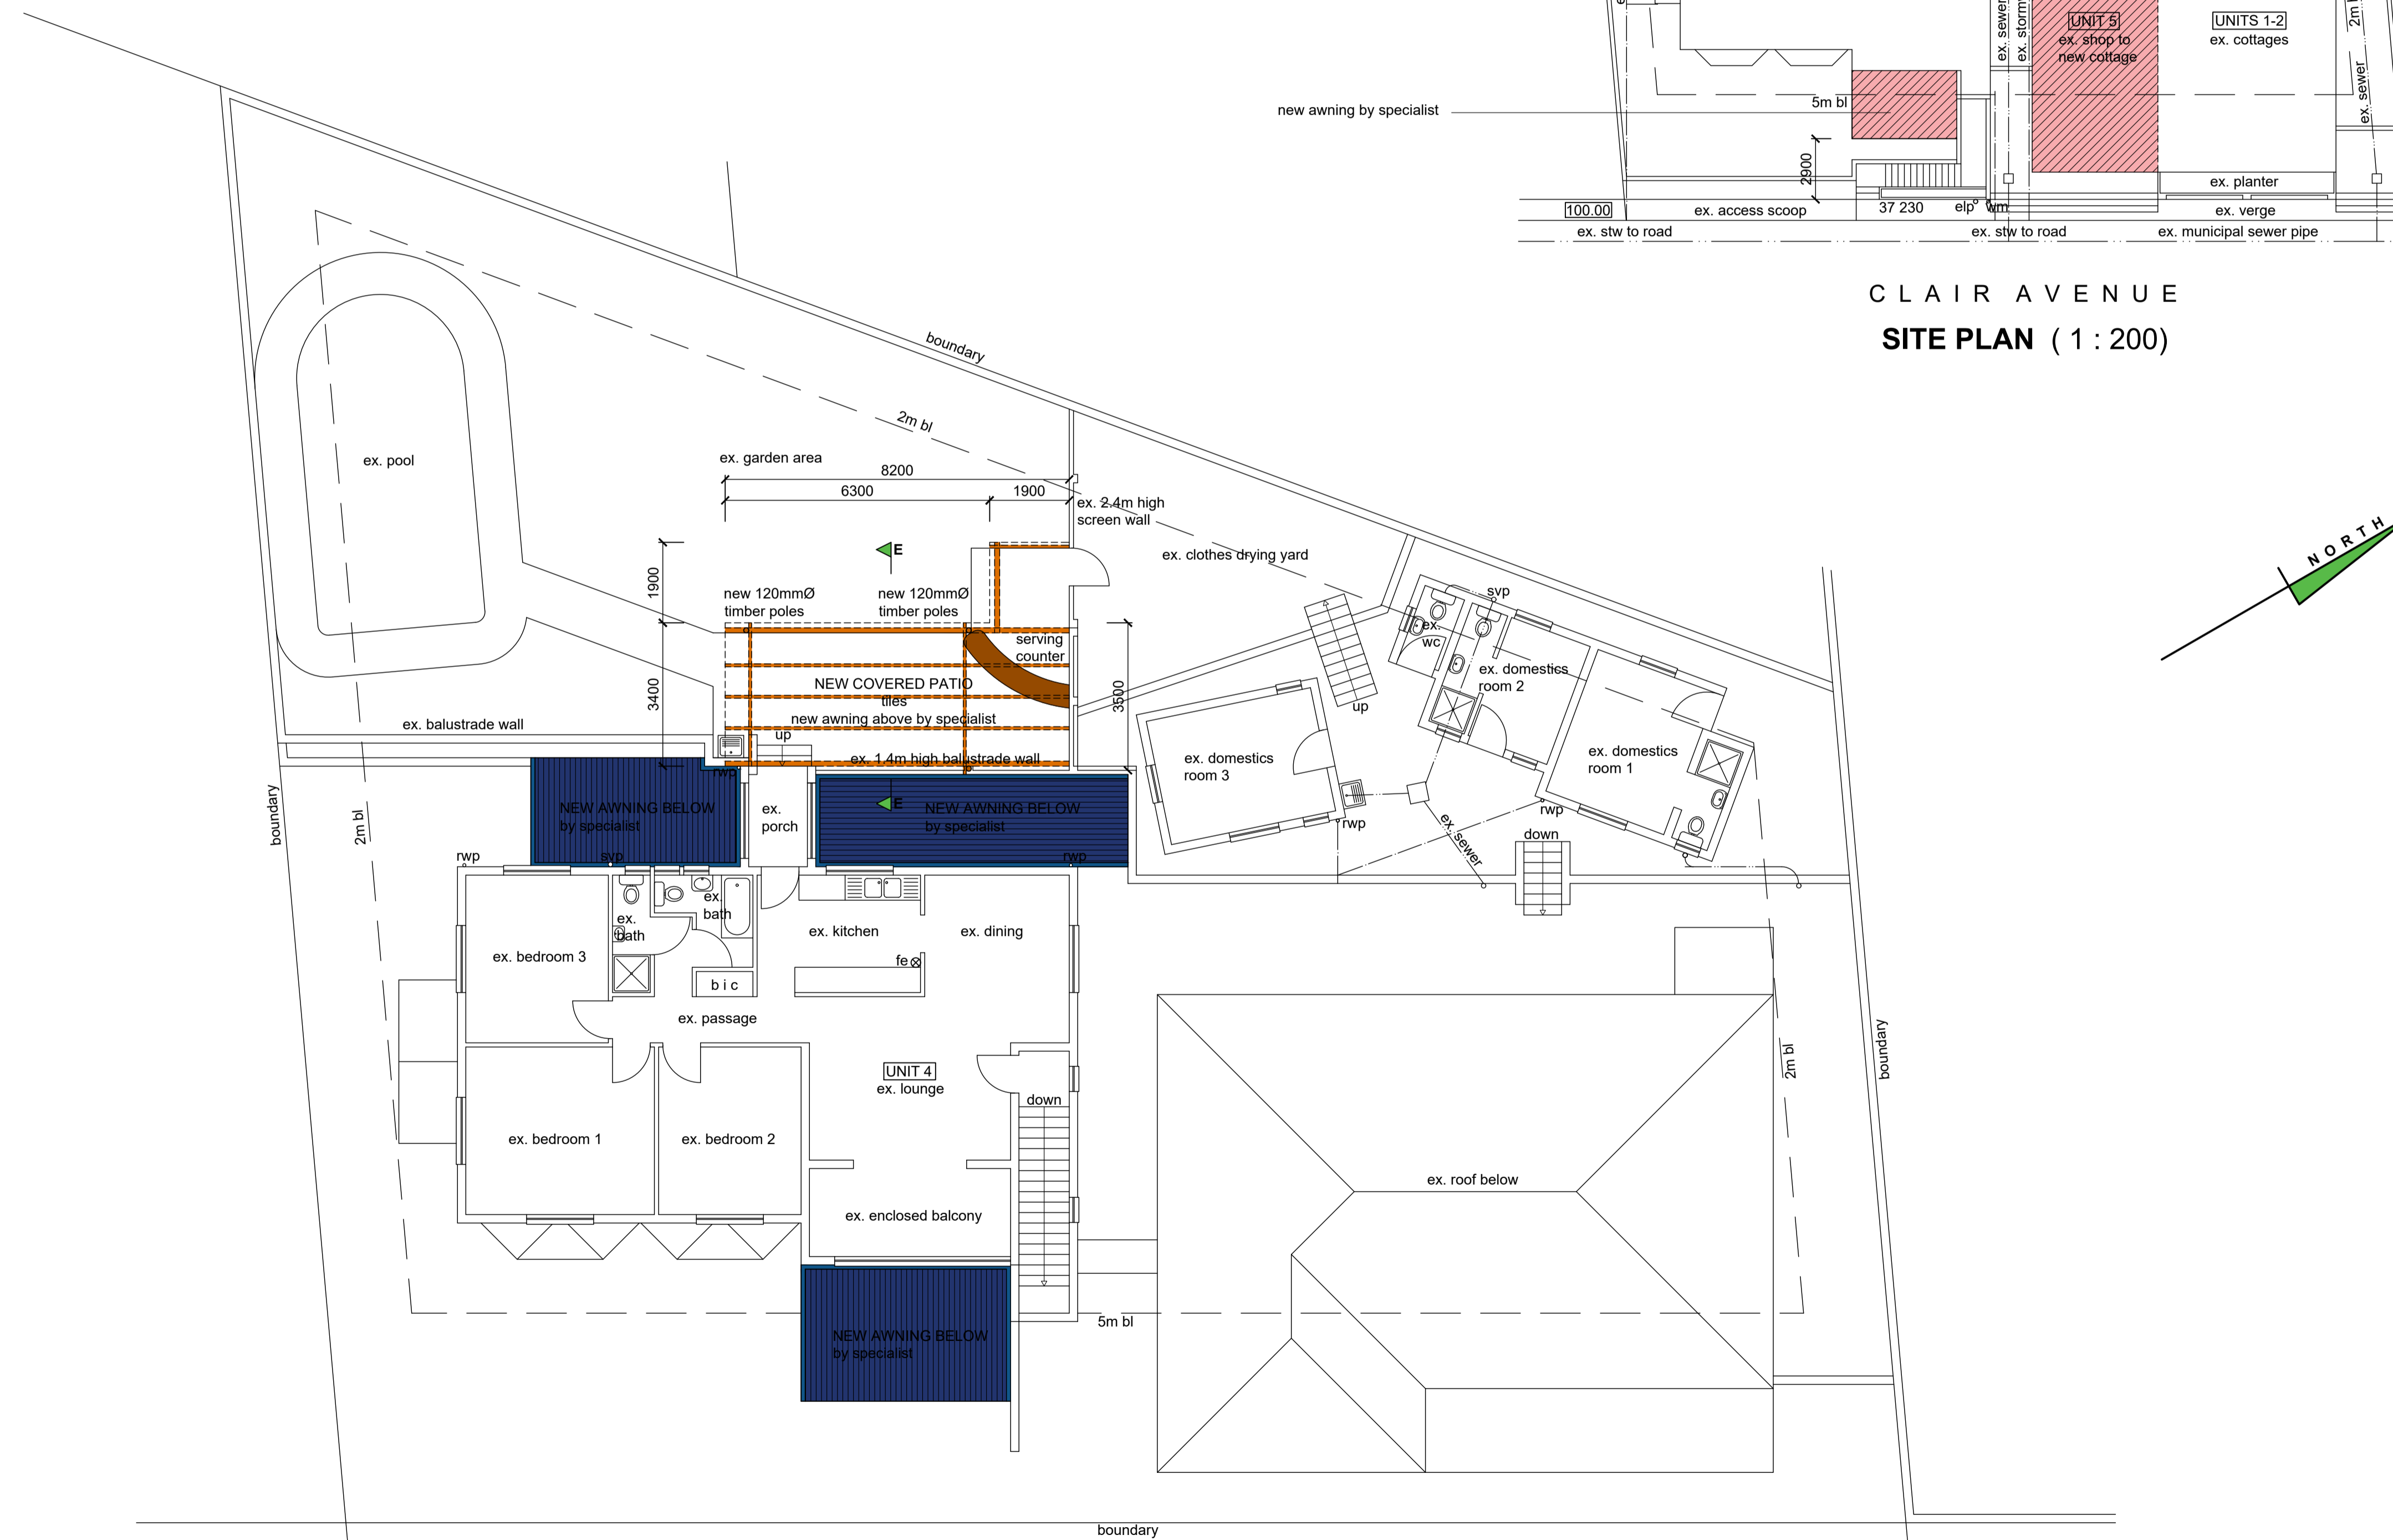 UNIT 5
ex. shop to
new cottage
UNITS 1-2
ex. cottages
ex. sewer
2m
ex. sewer
new awning by specialist
5m bl
2900
ex. planter
100.00
ex. access scoop
37 230
elp
wm
ex. verge
ex. stw to road
ex. stw to road
ex. municipal sewer pipe
CLAIR AVENUE
SITE PLAN ( 1 : 200)
NORTH
boundary
2m bl
ex. pool
ex. garden area
8200
6300
1900
ex. 2.4m high
screen wall
ex. clothes drying yard
E
1900
new 120mmØ
timber poles
new 120mmØ
timber poles
serving
counter
3400
3500
NEW COVERED PATIO
tiles
new awning above by specialist
up
ex. 1.4m high balustrade wall
ex. balustrade wall
rwp
svp
ex.
wc
ex. domestics
room 2
up
ex. domestics
room 3
ex. domestics
room 1
rwp
rwp
ex. sewer
down
boundary
2m bl
NEW AWNING BELOW
by specialist
ex.
porch
E
NEW AWNING BELOW
by specialist
rwp
svp
rwp
ex.
bath
ex.
bath
ex. kitchen
ex. dining
ex. bedroom 3
fe
b i c
ex. passage
UNIT 4
ex. lounge
down
ex. bedroom 1
ex. bedroom 2
ex. enclosed balcony
ex. roof below
2m bl
boundary
5m bl
NEW AWNING BELOW
by specialist
boundary